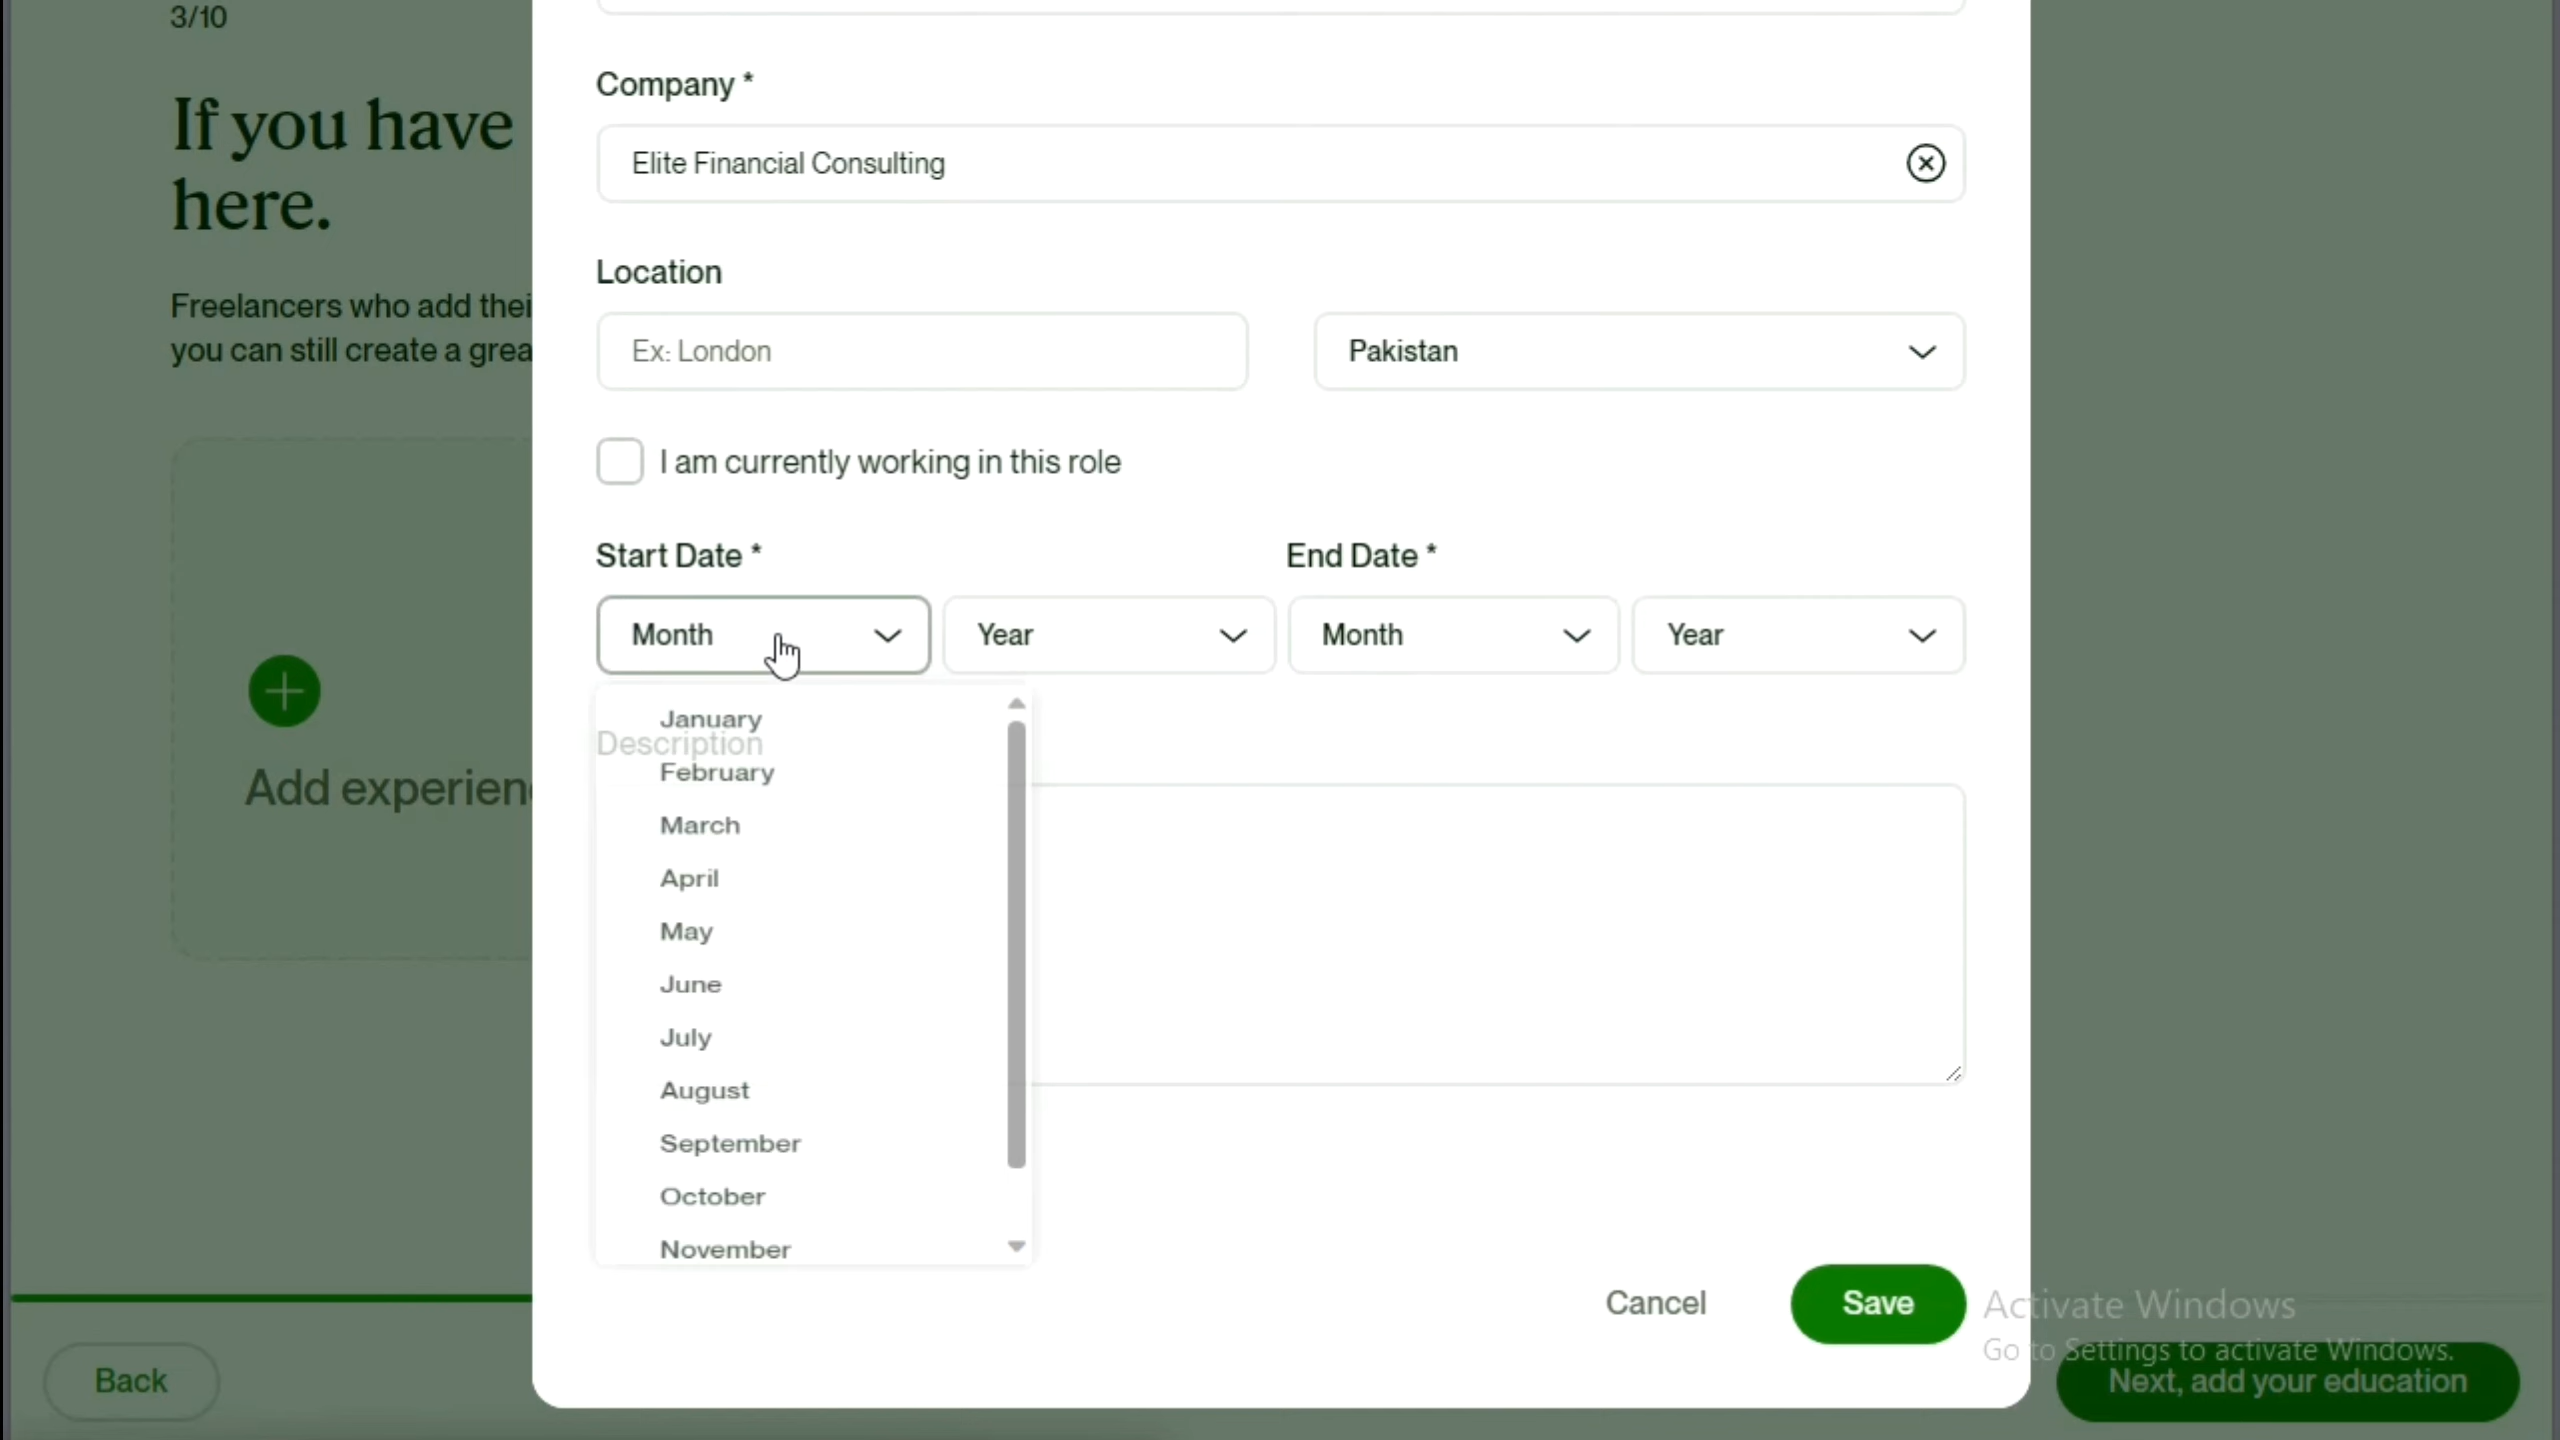 3/10
If you have
here.
Freelancers who add thei
you can still create a grea
Add experien
Company *
Elite Financial Consulting
Location
Ex: London
Pakistan
I am currently working in this role
Start Date *
End Date *
Month
Year
Month
Year
Description
January
February
March
April
May
June
July
August
September
October
November
Cancel
Save
Activate Windows
Go to Settings to activate Windows.
Back
Next, add your education